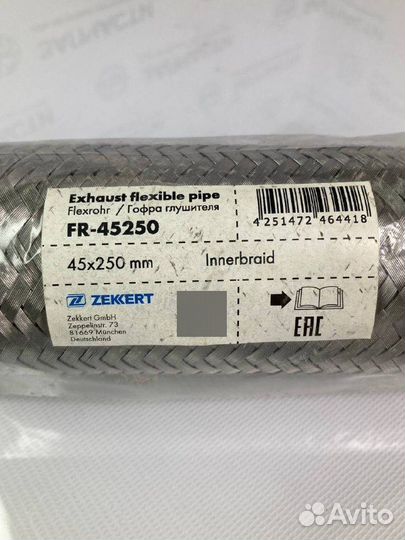 Exhaust flexible pipe
Flexrohr / Гофра глушителя
FR-45250
4 251472 464418
45x250 mm Innerbraid
ZEKKERT
Zekkert GmbH
Zeppelinstr. 73
81669 München
Deutschland
EAC
Avito